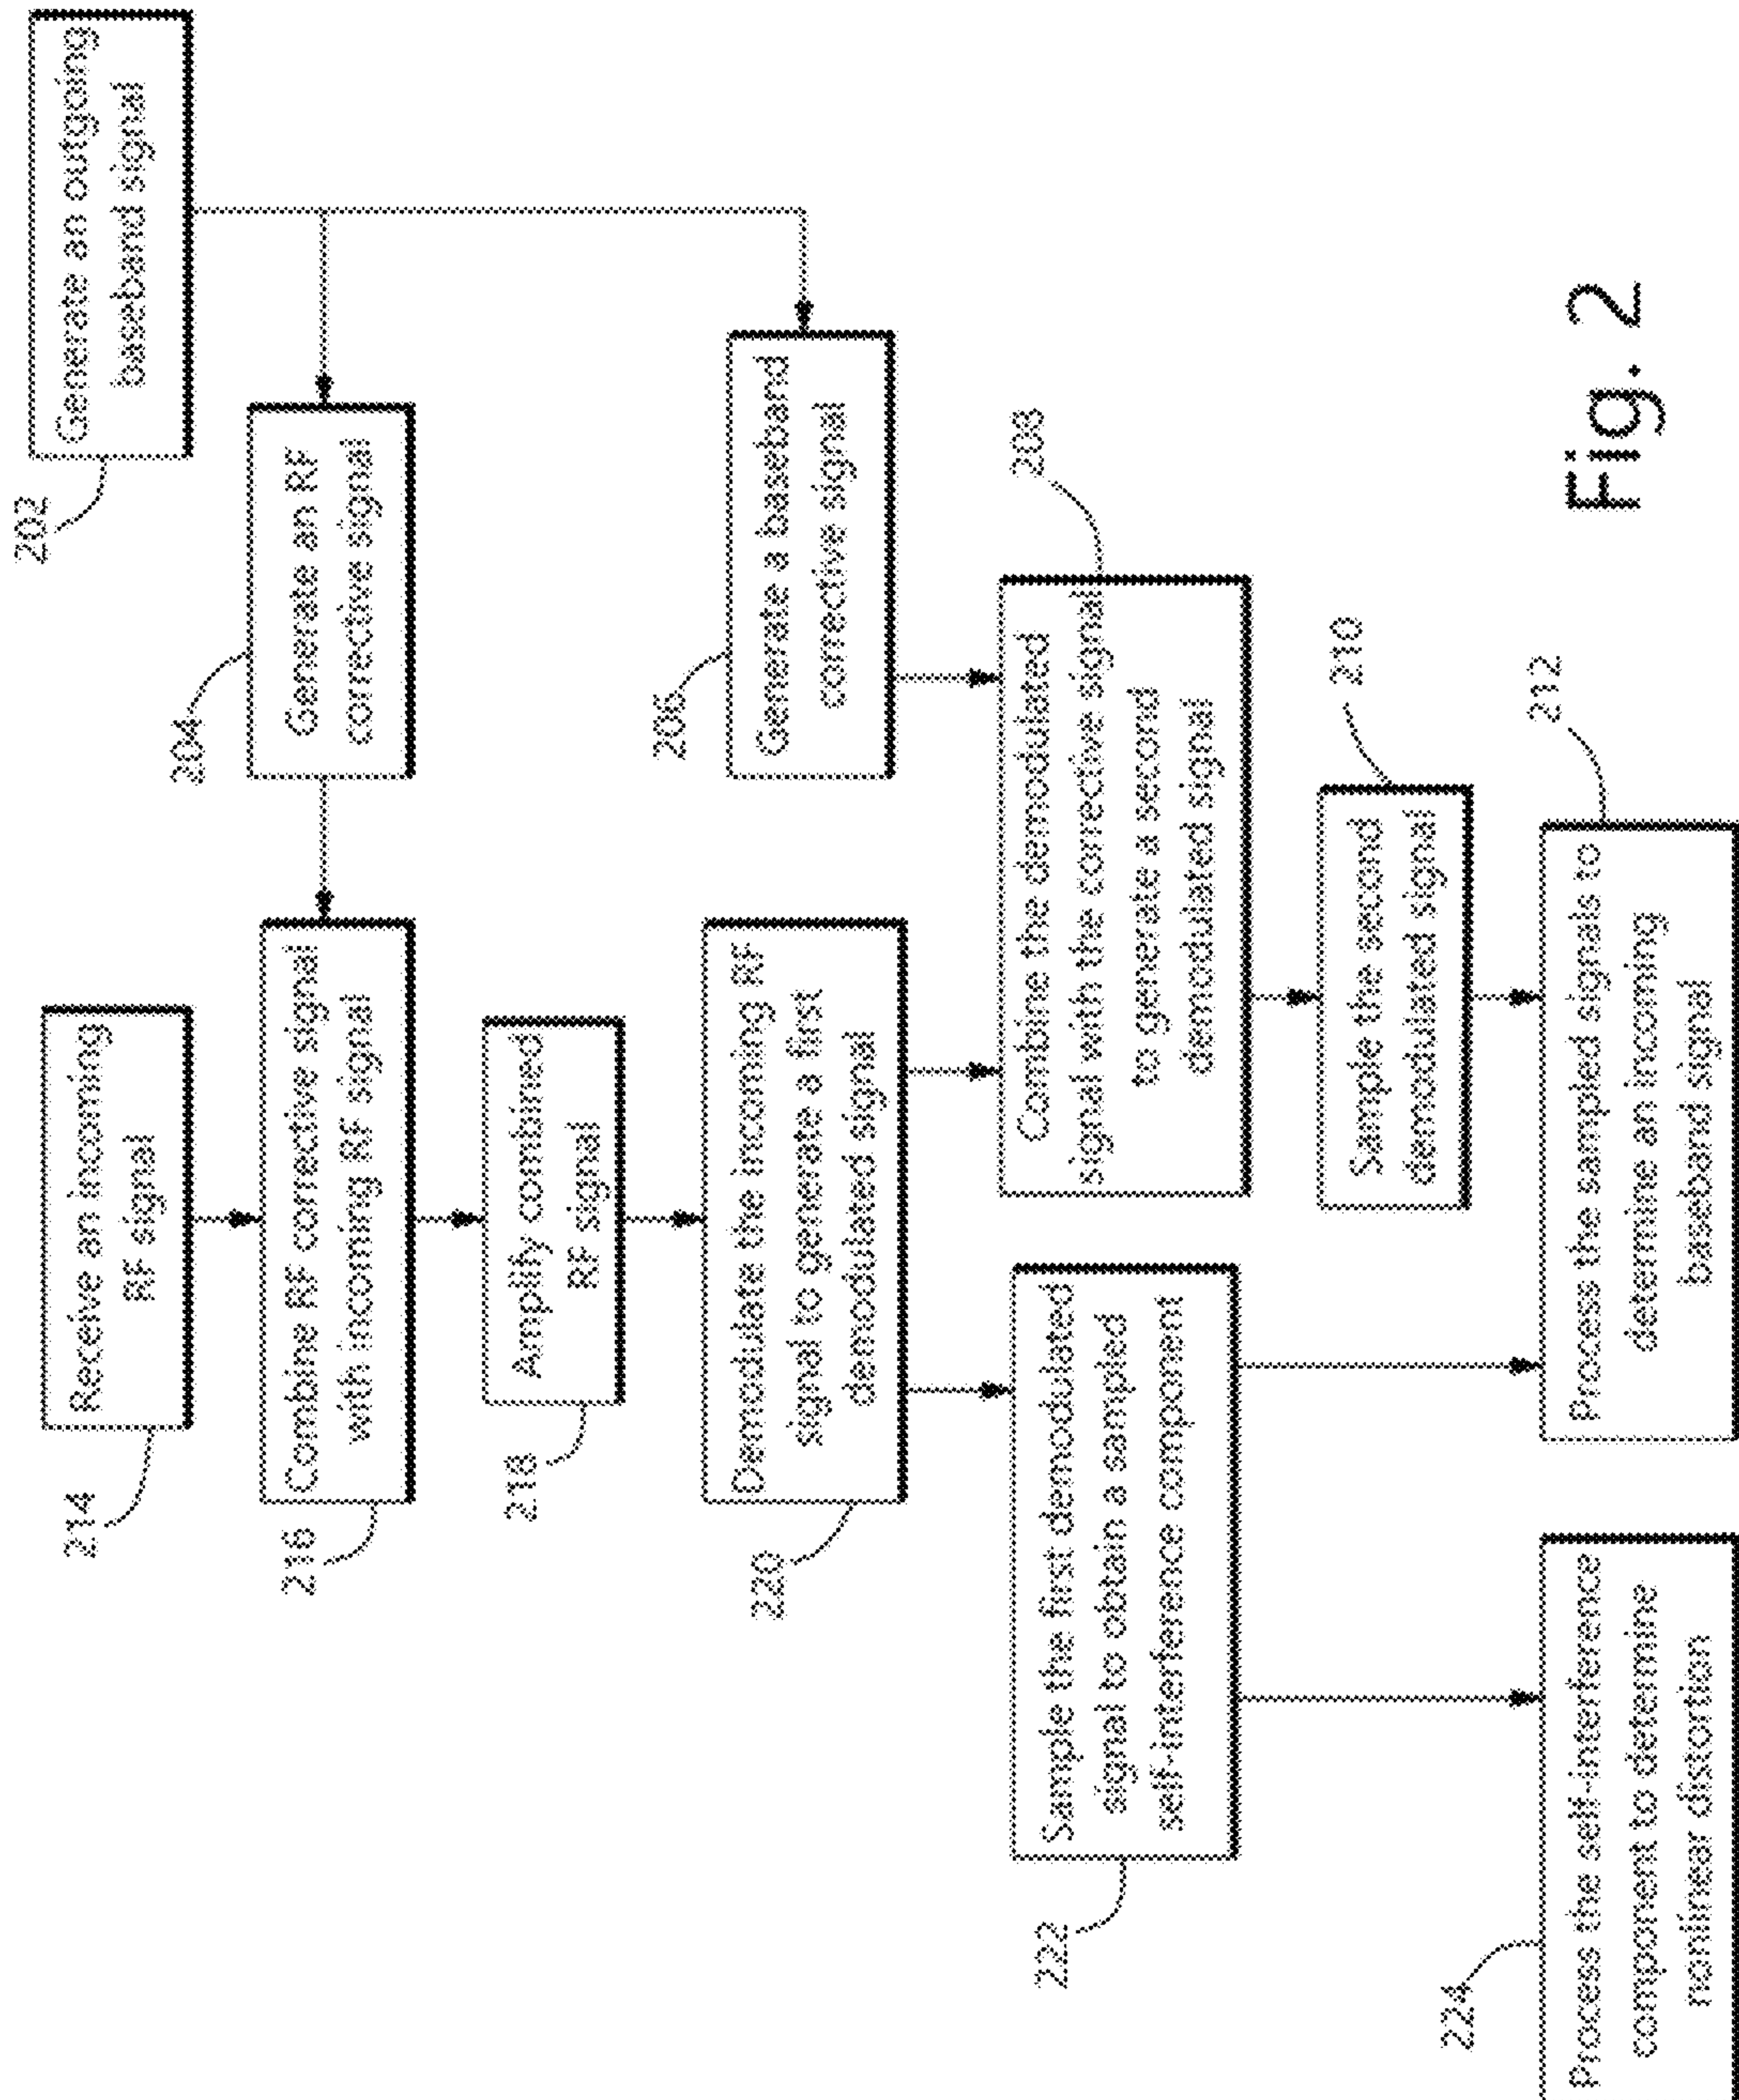 214
Receive an incoming
RF signal
202
Generate an outgoing
baseband signal
216
Combine RF corrective signal
with incoming RF signal
204
Generate an RF
corrective signal
218
Amplify combined
RF signal
220
Demodulate the incoming RF
signal to generate a first
demodulated signal
206
Generate a baseband
corrective signal
222
Sample the first demodulated
signal to obtain a sampled
self-interference component
208
Combine the demodulated
signal with the corrective signal
to generate a second
demodulated signal
210
Sample the second
demodulated signal
224
Process the self-interference
component to determine
nonlinear distortion
212
Process the sampled signals to
determine an incoming
baseband signal
Fig. 2